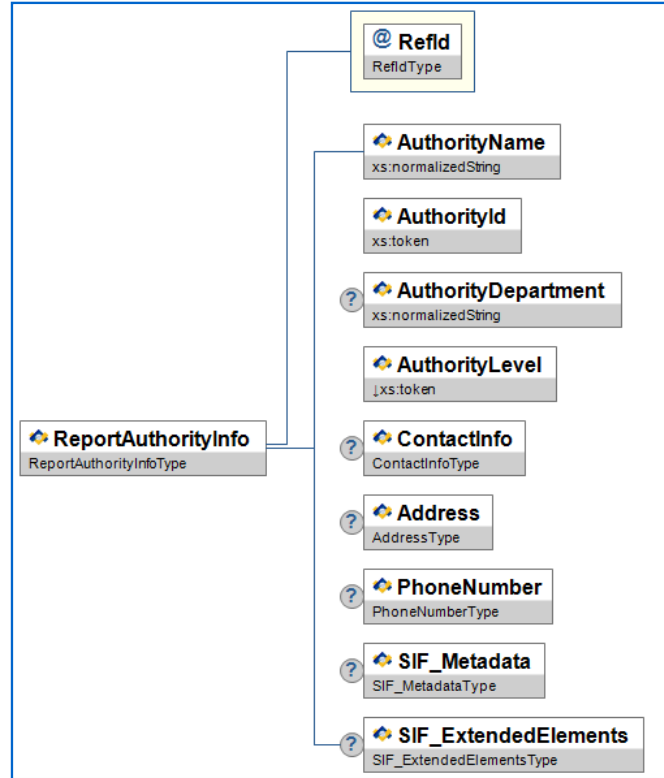 @ RefId
RefIdType
AuthorityName
xs:normalizedString
AuthorityId
xs:token
? AuthorityDepartment
xs:normalizedString
AuthorityLevel
↓xs:token
ReportAuthorityInfo
ReportAuthorityInfoType
? ContactInfo
ContactInfoType
? Address
AddressType
? PhoneNumber
PhoneNumberType
? SIF_Metadata
SIF_MetadataType
? SIF_ExtendedElements
SIF_ExtendedElementsType